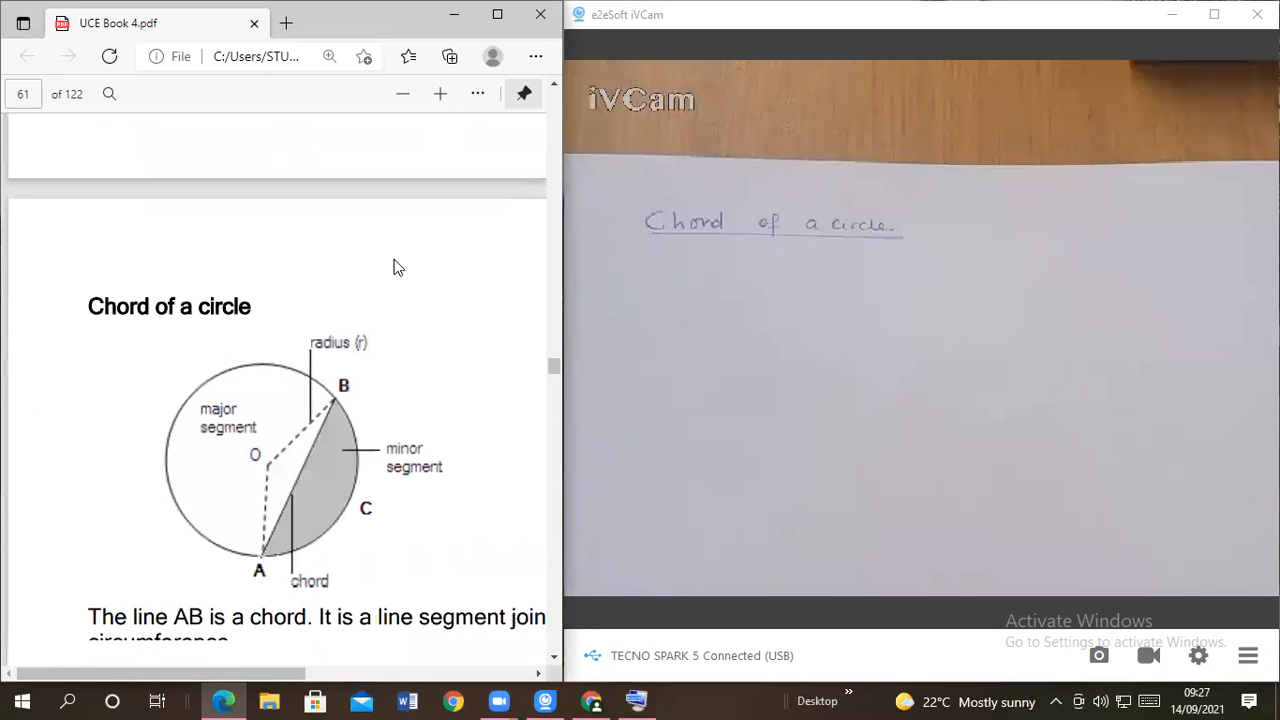 UCE Book 4.pdf
File
C:/Users/STU...
61
of 122
Chord of a circle
radius (r)
B
major
segment
O
minor
segment
C
A
chord
The line AB is a chord. It is a line segment join
circumference
e2eSoft iVCam
iVCam
Chord of a circle
Activate Windows
Go to Settings to activate Windows.
TECNO SPARK 5 Connected (USB)
Desktop
22°C Mostly sunny
09:27
14/09/2021